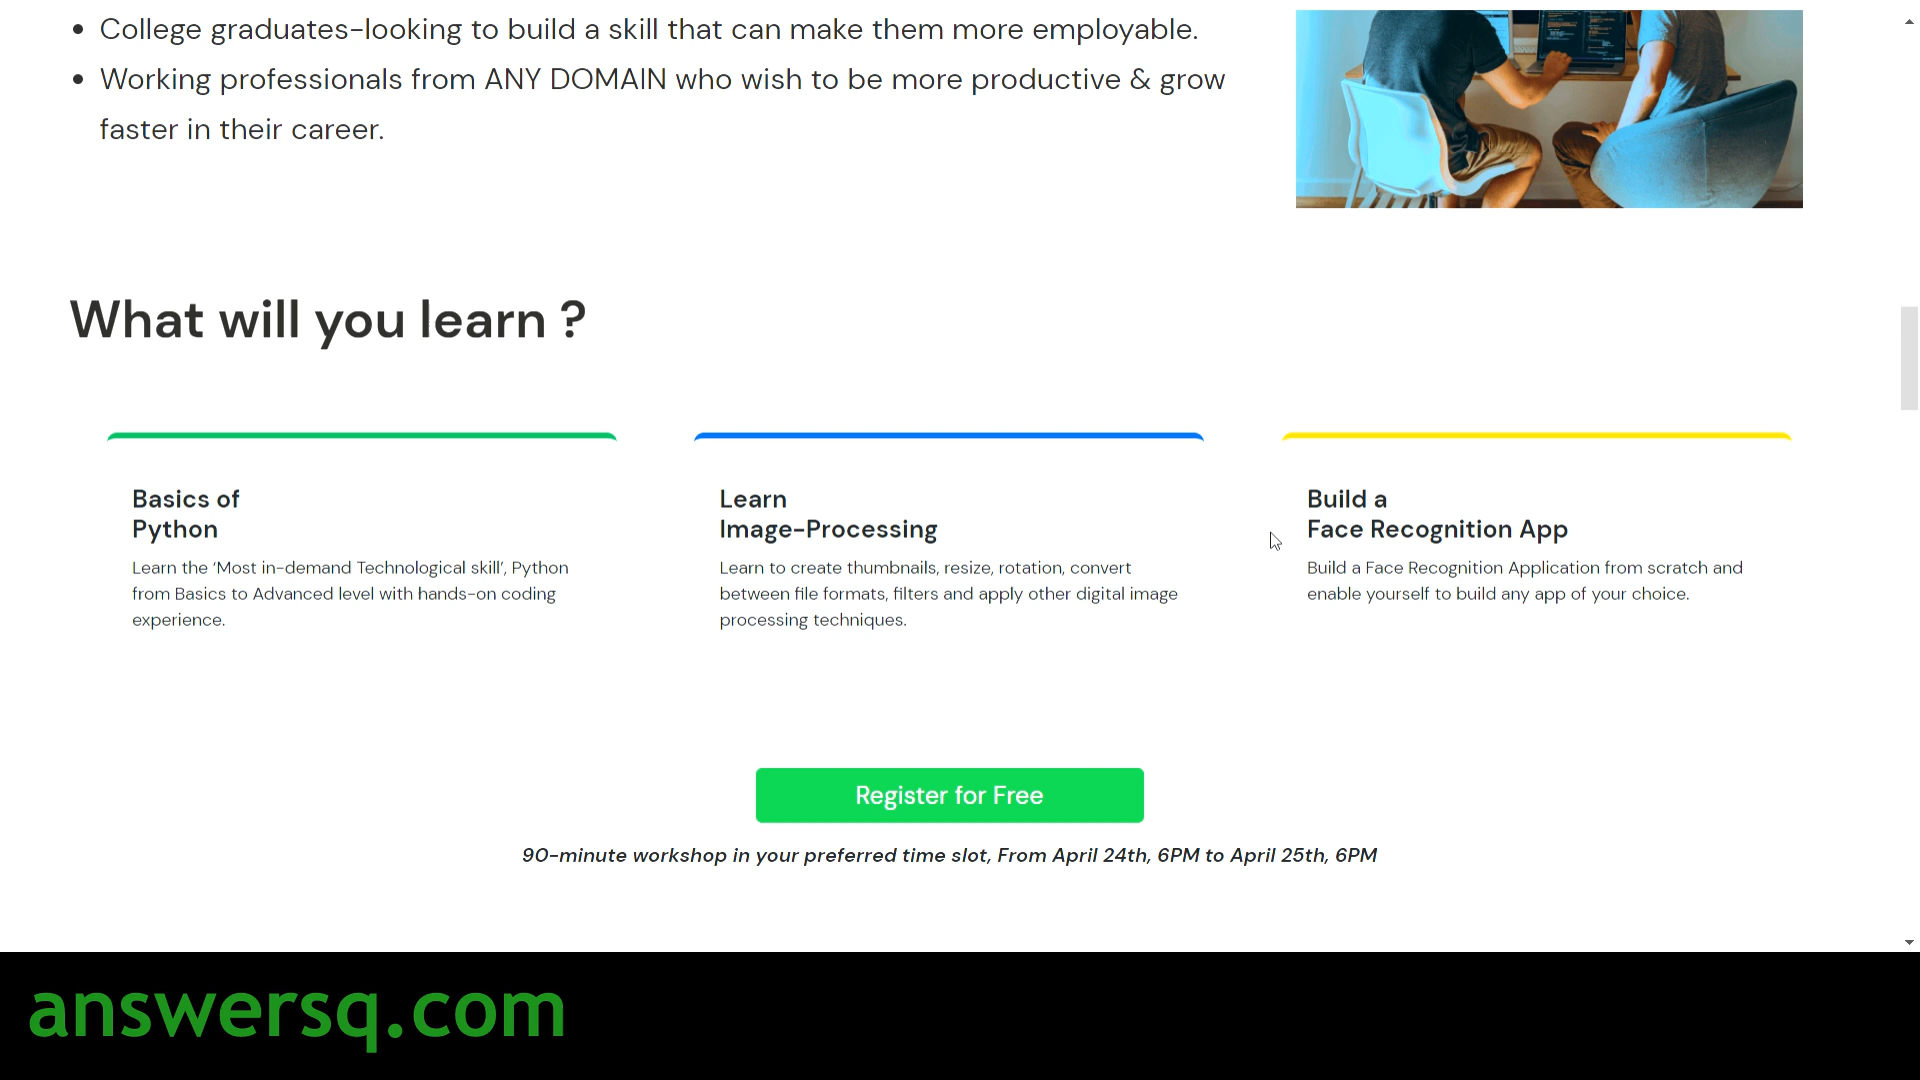 • College graduates-looking to build a skill that can make them more employable.
• Working professionals from ANY DOMAIN who wish to be more productive & grow
faster in their career.
What will you learn ?
Basics of
Python
Learn the ‘Most in-demand Technological skill’, Python
from Basics to Advanced level with hands-on coding
experience.
Learn
Image-Processing
Learn to create thumbnails, resize, rotation, convert
between file formats, filters and apply other digital image
processing techniques.
Build a
Face Recognition App
Build a Face Recognition Application from scratch and
enable yourself to build any app of your choice.
Register for Free
90-minute workshop in your preferred time slot, From April 24th, 6PM to April 25th, 6PM
answersq.com